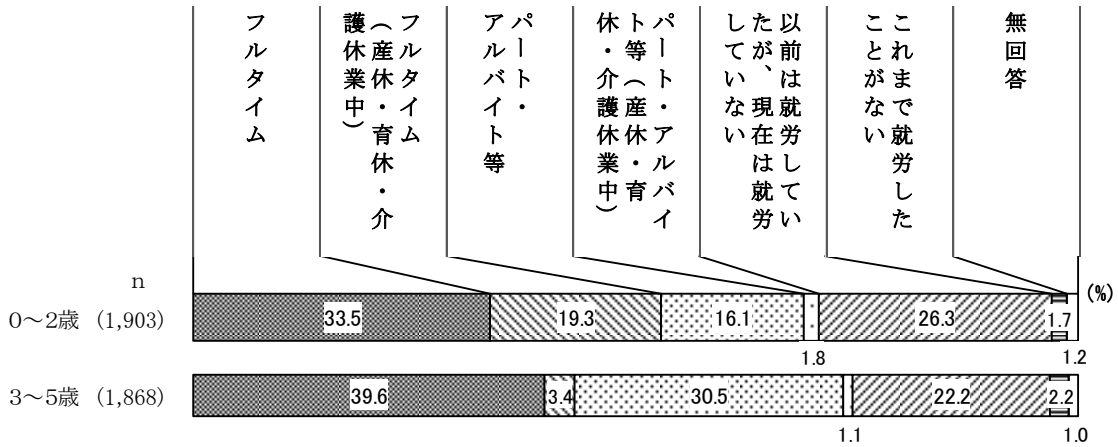 フルタイム
フルタイム
（産休・育休・介
護休業中）
パート・
アルバイト等
パート・アルバイ
ト等（産休・育
休・介護休業中）
以前は就労してい
たが、現在は就労
していない
これまで就労した
ことがない
無回答
n
(%)
0～2歳 (1,903)
33.5
19.3
16.1
1.8
26.3
1.7
1.2
3～5歳 (1,868)
39.6
3.4
30.5
1.1
22.2
2.2
1.0